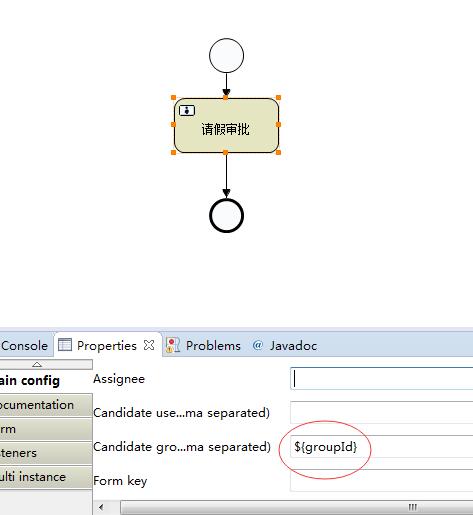 请假审批
Console Properties Problems @ Javadoc
ain config
ocumentation
rm
steners
ulti instance
Assignee
Candidate use...ma separated)
Candidate gro...ma separated) ${groupId}
Form key